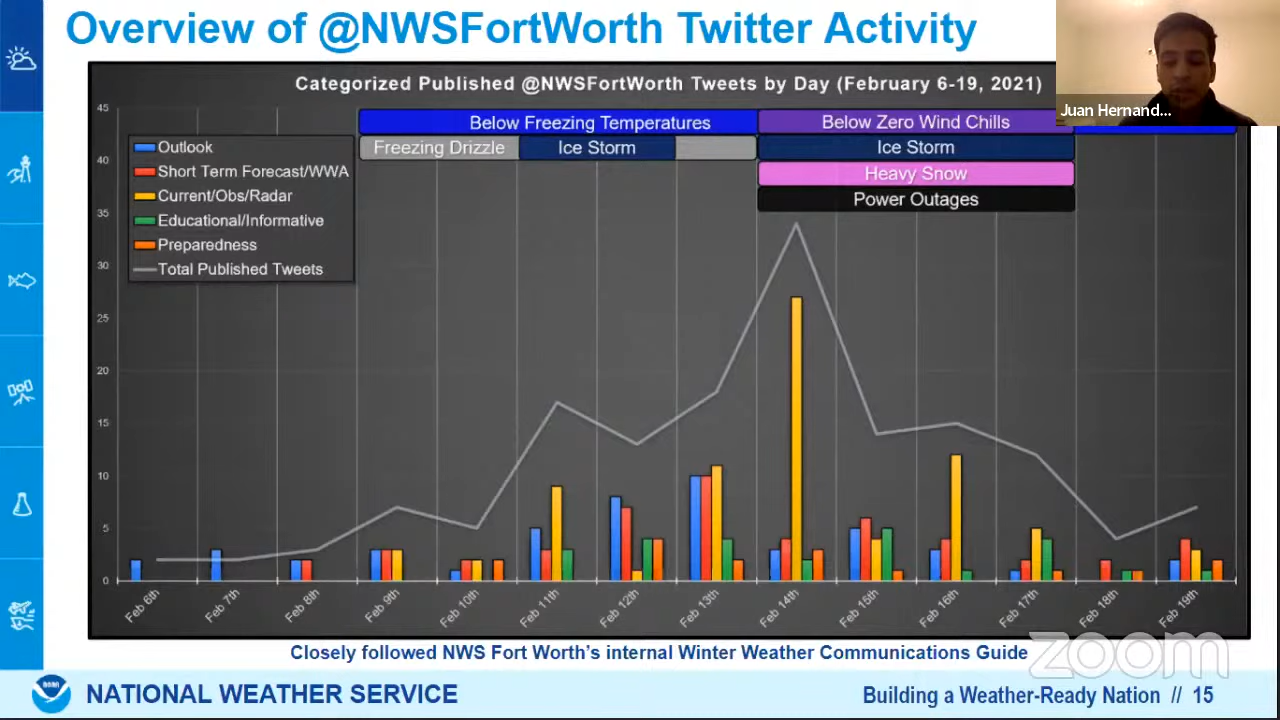 Overview of @NWSFortWorth Twitter Activity
Juan Hernand...
Categorized Published @NWSFortWorth Tweets by Day (February 6-19, 2021)
Below Freezing Temperatures
Below Zero Wind Chills
Freezing Drizzle
Ice Storm
Ice Storm
Heavy Snow
Power Outages
Outlook
Short Term Forecast/WWA
Current/Obs/Radar
Educational/Informative
Preparedness
Total Published Tweets
45
40
35
30
25
20
15
10
5
0
Feb 6th
Feb 7th
Feb 8th
Feb 9th
Feb 10th
Feb 11th
Feb 12th
Feb 13th
Feb 14th
Feb 15th
Feb 16th
Feb 17th
Feb 18th
Feb 19th
Closely followed NWS Fort Worth's internal Winter Weather Communications Guide
zoom
NATIONAL WEATHER SERVICE
Building a Weather-Ready Nation // 15